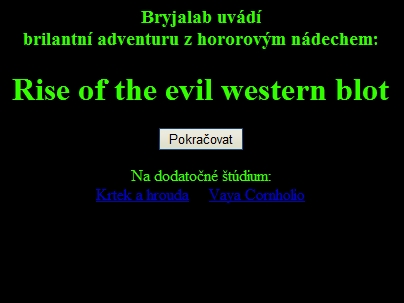 Bryjalab uvádí
brilantní adventuru z hororovým nádechem:
Rise of the evil western blot
Pokračovat
Na dodatočné štúdium:
Krtek a hrouda Vaya Cornholio